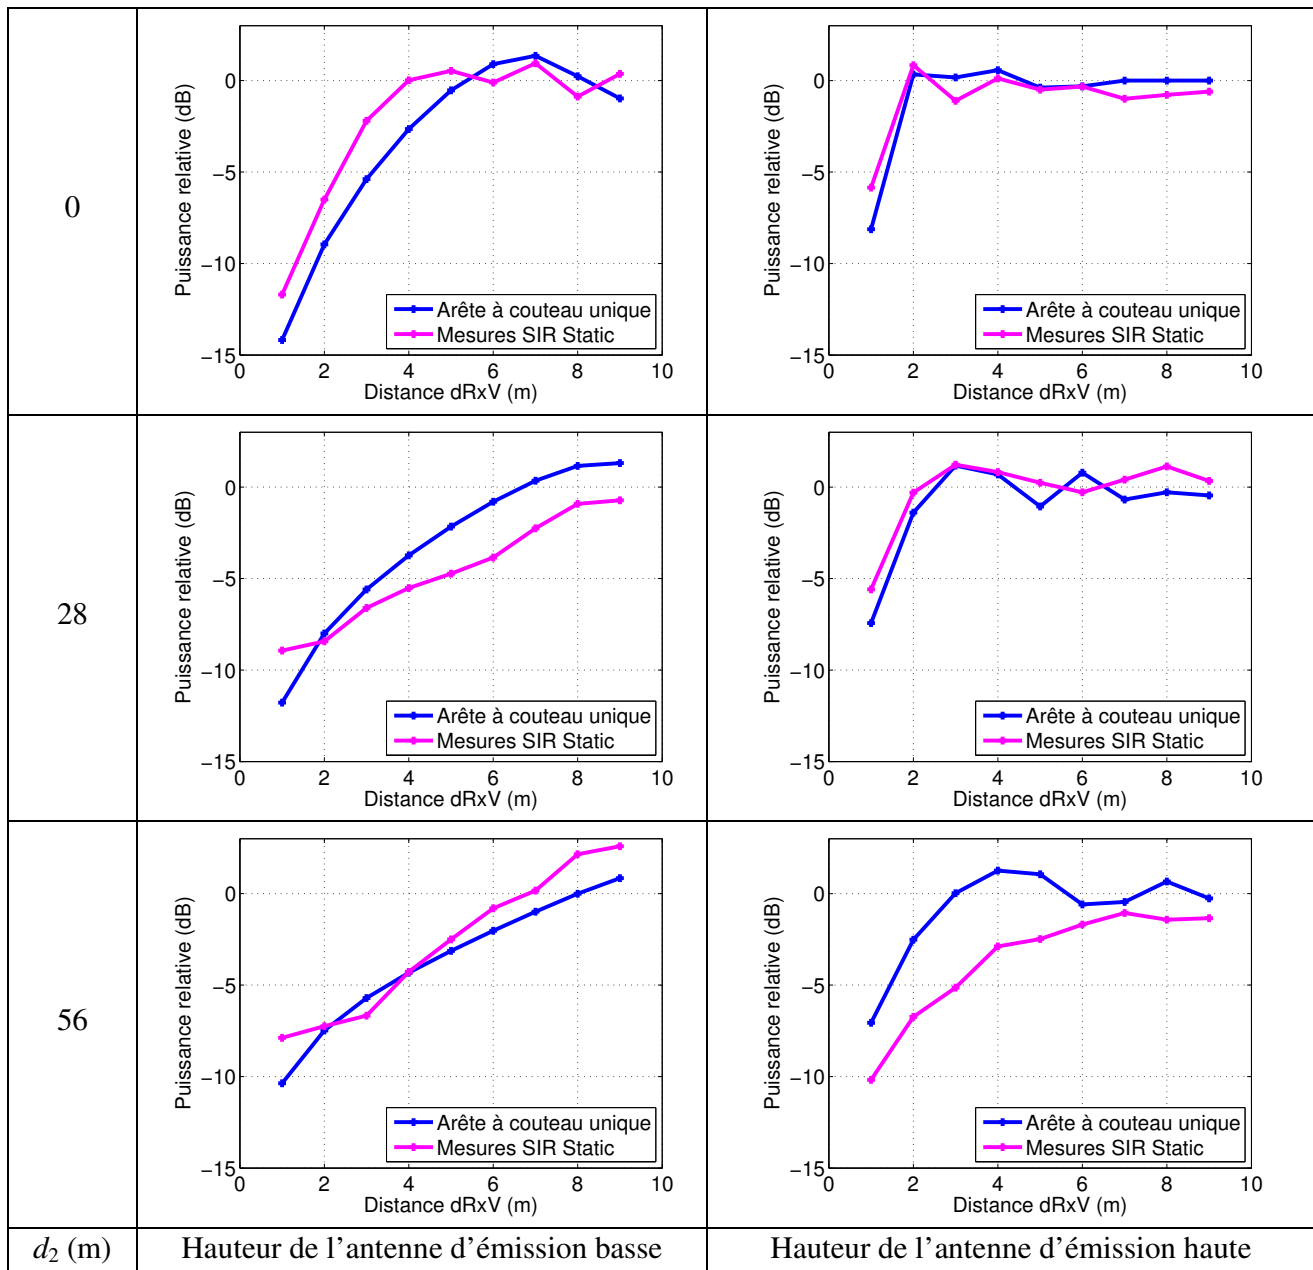 0
Puissance relative (dB)
0
−5
−10
−15
0 2 4 6 8 10
Distance dRxV (m)
Arête à couteau unique
Mesures SIR Static
Puissance relative (dB)
0
−5
−10
−15
0 2 4 6 8 10
Distance dRxV (m)
Arête à couteau unique
Mesures SIR Static
28
Puissance relative (dB)
0
−5
−10
−15
0 2 4 6 8 10
Distance dRxV (m)
Arête à couteau unique
Mesures SIR Static
Puissance relative (dB)
0
−5
−10
−15
0 2 4 6 8 10
Distance dRxV (m)
Arête à couteau unique
Mesures SIR Static
56
Puissance relative (dB)
0
−5
−10
−15
0 2 4 6 8 10
Distance dRxV (m)
Arête à couteau unique
Mesures SIR Static
Puissance relative (dB)
0
−5
−10
−15
0 2 4 6 8 10
Distance dRxV (m)
Arête à couteau unique
Mesures SIR Static
d₂ (m)
Hauteur de l’antenne d’émission basse
Hauteur de l’antenne d’émission haute